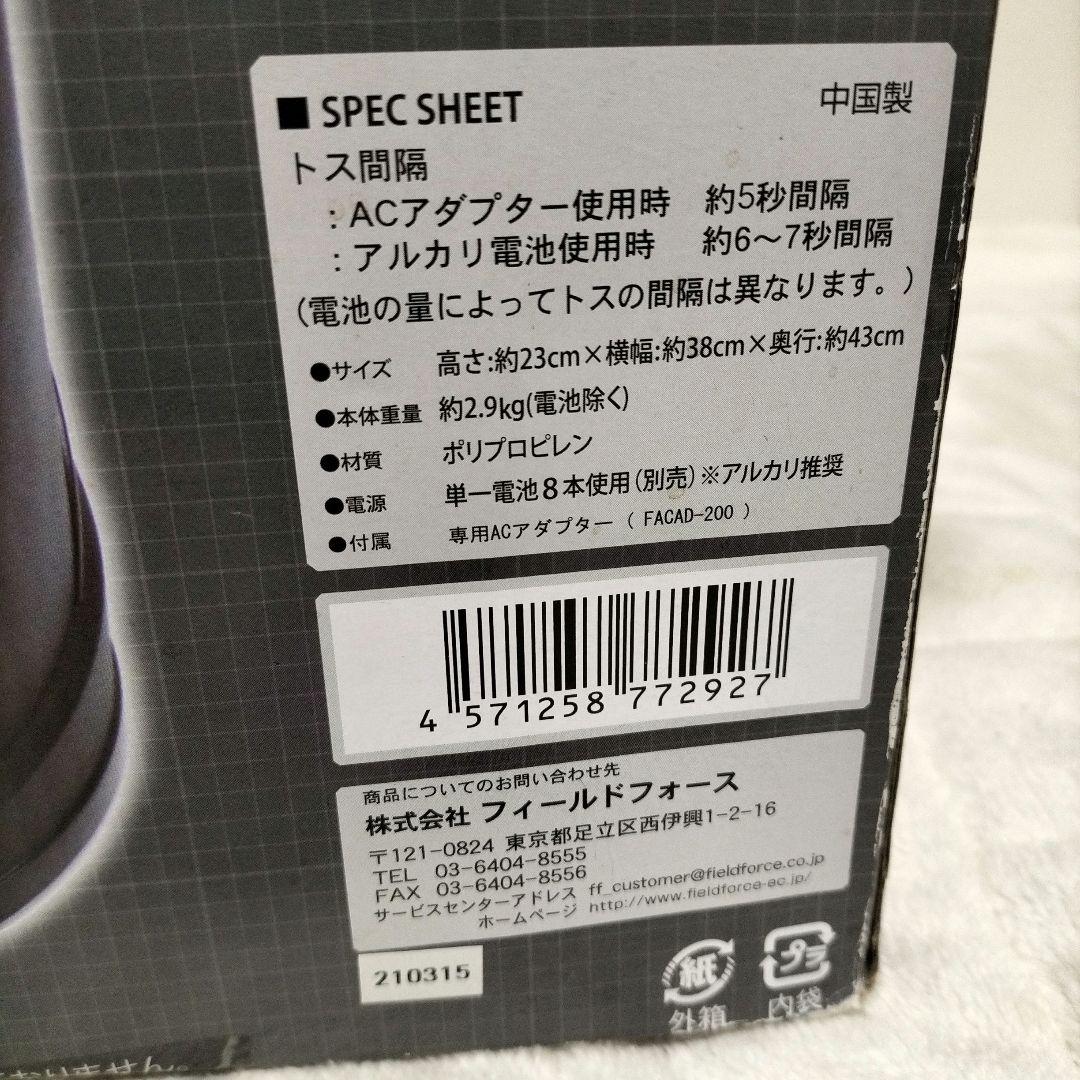 ■ SPEC SHEET 中国製
トス間隔
：ACアダプター使用時 約5秒間隔
：アルカリ電池使用時 約6〜7秒間隔
（電池の量によってトスの間隔は異なります。）
●サイズ 高さ:約23cm×横幅:約38cm×奥行:約43cm
●本体重量 約2.9kg(電池除く)
●材質 ポリプロピレン
●電源 単一電池8本使用（別売）※アルカリ推奨
●付属 専用ACアダプター（ FACAD-200 ）
4 571258 772927
商品についてのお問い合わせ先
株式会社 フィールドフォース
〒121-0824 東京都足立区西伊興1-2-16
TEL 03-6404-8555
FAX 03-6404-8556
サービスセンターアドレス ff_customer@fieldforce.co.jp
ホームページ http://www.fieldforce-ec.jp/
210315
紙 プラ
外箱 内袋
おりません。